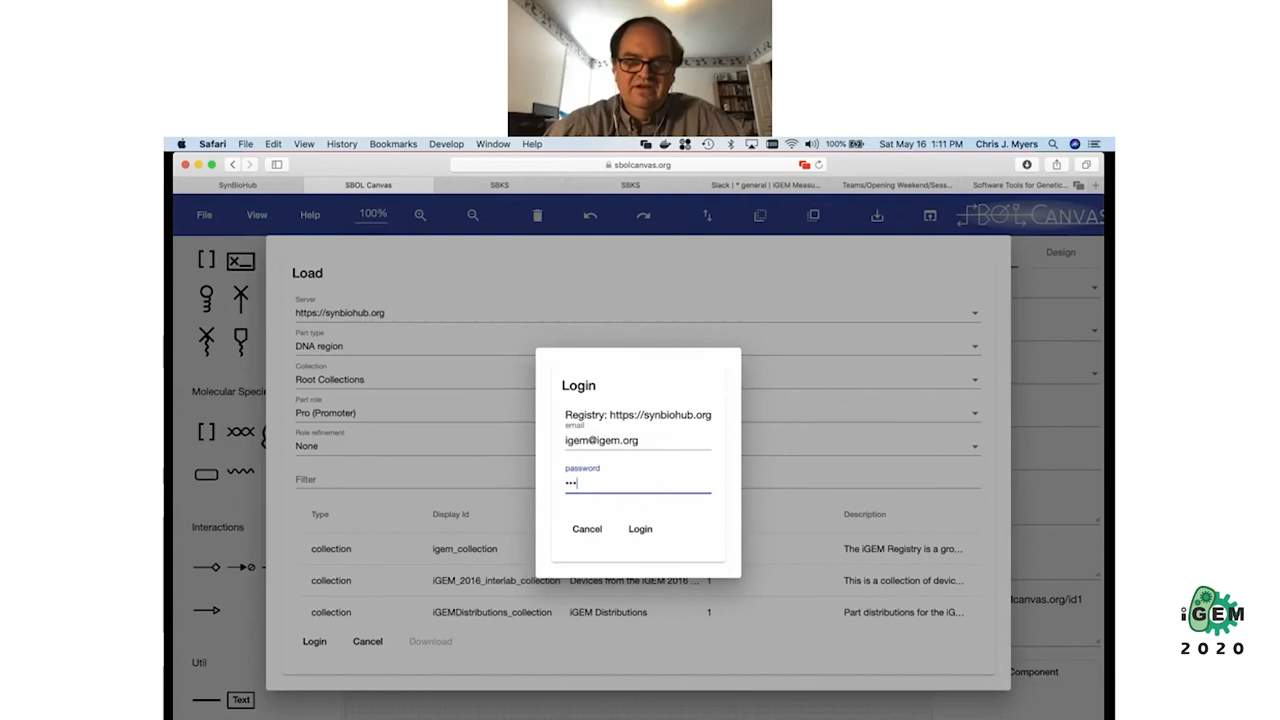 Safari File Edit View History Bookmarks Develop Window Help 100% Sat May 16 1:11 PM Chris J. Myers
sbolcanvas.org
SynBioHub SBOL Canvas SBKS SBKS Slack | * general | iGEM Measu... Teams/Opening Weekend/Sess... Software Tools for Genetic...
File View Help 100% SBOL CANVAS
Load
Design
Server
https://synbiohub.org
Part type
DNA region
Collection
Root Collections
Part role
Pro (Promoter)
Role refinement
None
Filter
Type Display Id Description
collection igem_collection The iGEM Registry is a gro...
collection iGEM_2016_interlab_collection Devices from the iGEM 2016 ... 1 This is a collection of devic...
collection iGEMDistributions_collection iGEM Distributions 1 Part distributions for the iG...
Login Cancel Download
Login
Registry: https://synbiohub.org
email
igem@igem.org
password
•••
Cancel Login
Molecular Specie
Interactions
Util
Text
lcanvas.org/id1
Component
iGEM
2020